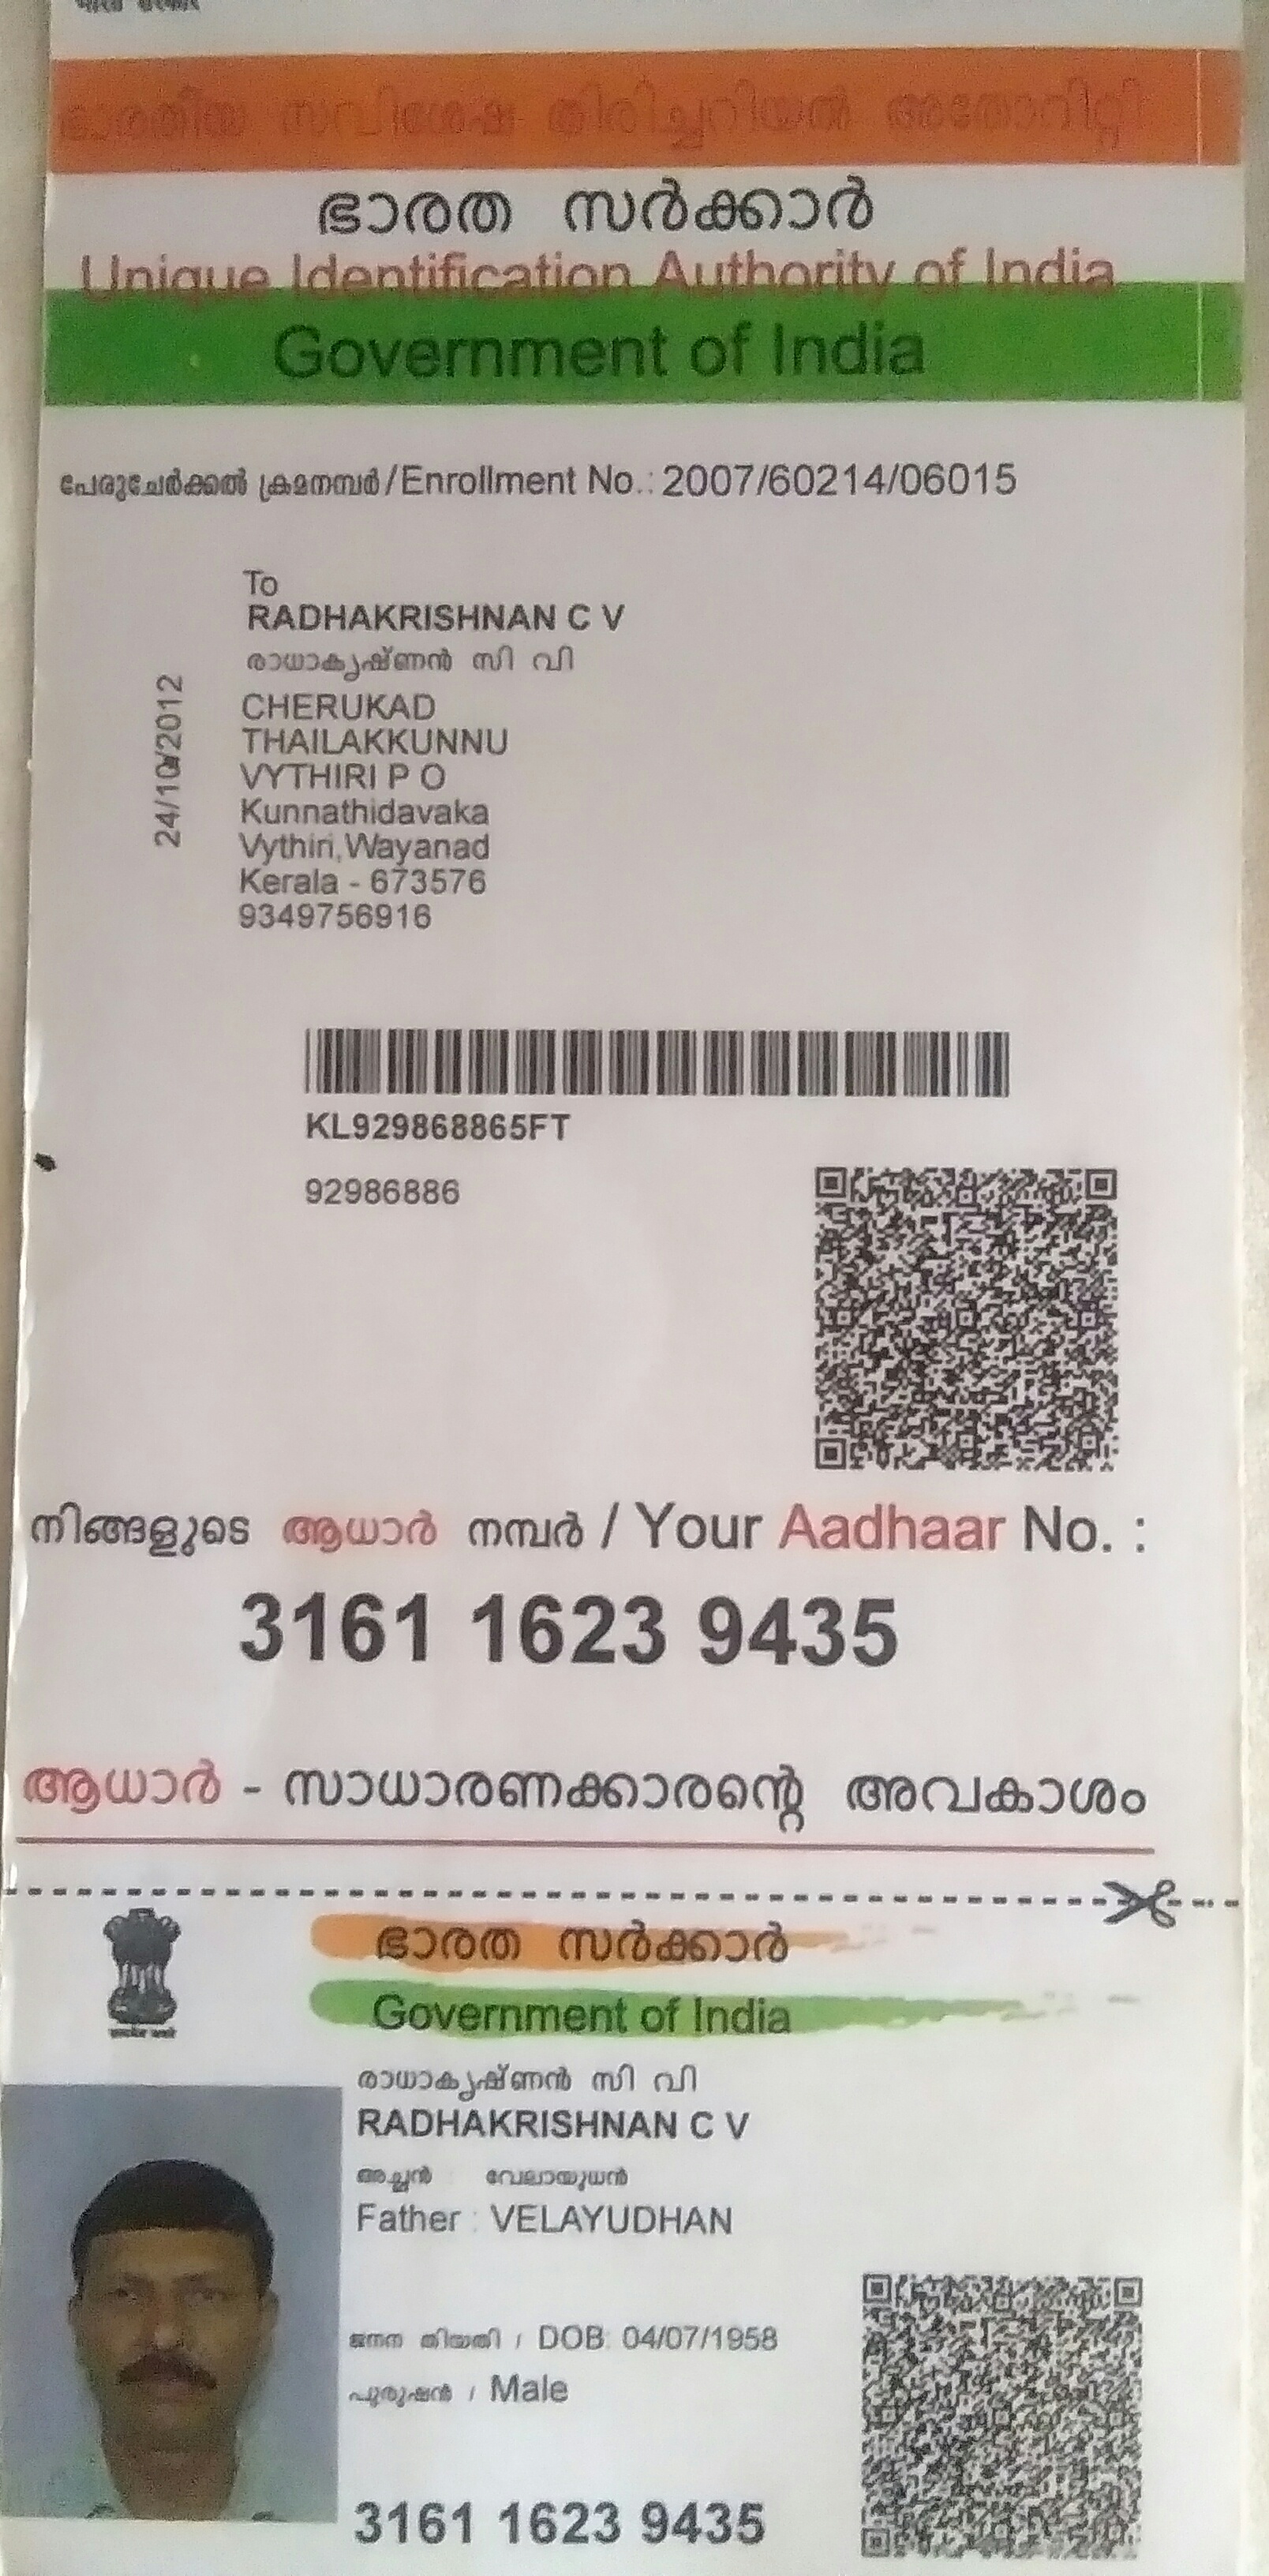 भारत सरकार
ഭാരതീയ സവിശേഷ തിരിച്ചറിയൽ അതോറിറ്റി
ഭാരത സർക്കാർ
Unique Identification Authority of India
Government of India
പേരുചേർക്കൽ ക്രമനമ്പർ/Enrollment No.: 2007/60214/06015
24/10/2012
To
RADHAKRISHNAN C V
രാധാകൃഷ്ണൻ സി വി
CHERUKAD
THAILAKKUNNU
VYTHIRI P O
Kunnathidavaka
Vythiri,Wayanad
Kerala - 673576
9349756916
KL929868865FT
92986886
നിങ്ങളുടെ ആധാർ നമ്പർ / Your Aadhaar No. :
3161 1623 9435
ആധാർ - സാധാരണക്കാരന്റെ അവകാശം
ഭാരത സർക്കാർ
Government of India
രാധാകൃഷ്ണൻ സി വി
RADHAKRISHNAN C V
അച്ഛൻ : വേലായുധൻ
Father : VELAYUDHAN
ജനന തിയതി / DOB: 04/07/1958
പുരുഷൻ / Male
3161 1623 9435